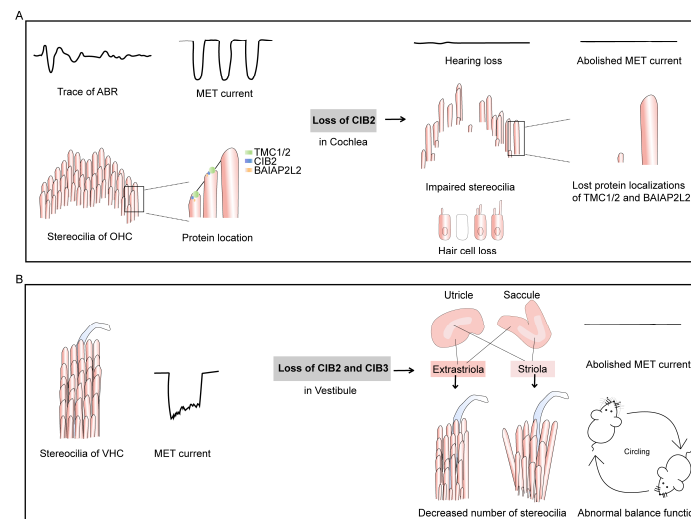 A
Trace of ABR
MET current
TMC1/2
CIB2
BAIAP2L2
Stereocilia of OHC
Protein location
Loss of CIB2
in Cochlea
Hearing loss
Abolished MET current
Impaired stereocilia
Lost protein localizations
of TMC1/2 and BAIAP2L2
Hair cell loss
B
Stereocilia of VHC
MET current
Loss of CIB2 and CIB3
in Vestibule
Utricle
Saccule
Extrastriola
Striola
Abolished MET current
Circling
Decreased number of stereocilia
Abnormal balance function